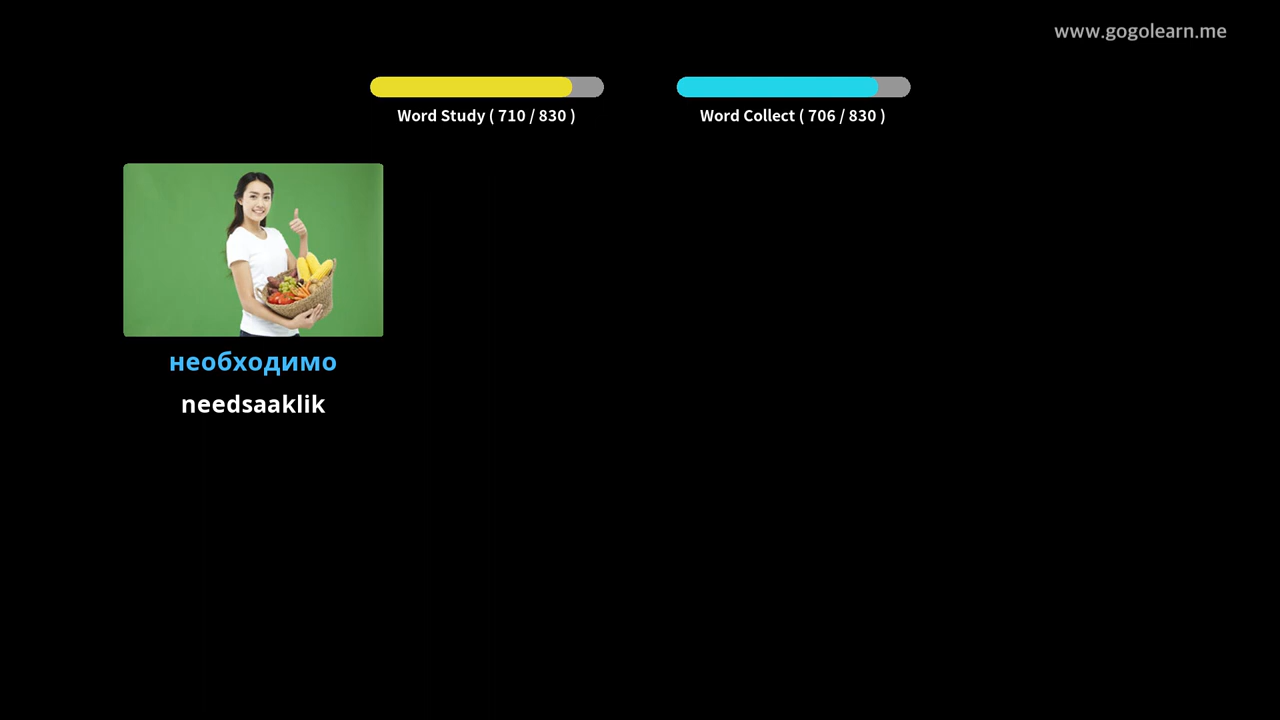 www.gogolearn.me
Word Study ( 710 / 830 )
Word Collect ( 706 / 830 )
необходимо
needsaaklik